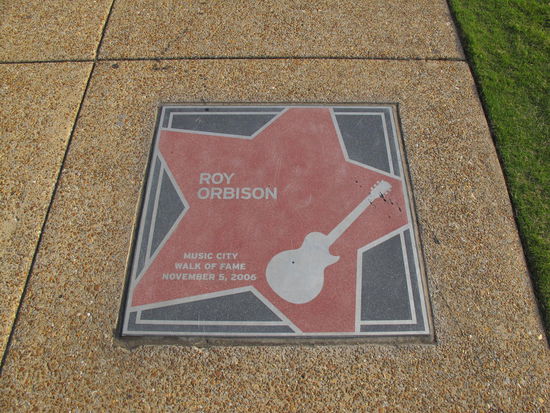 ROY
ORBISON
MUSIC CITY
WALK OF FAME
NOVEMBER 5, 2006